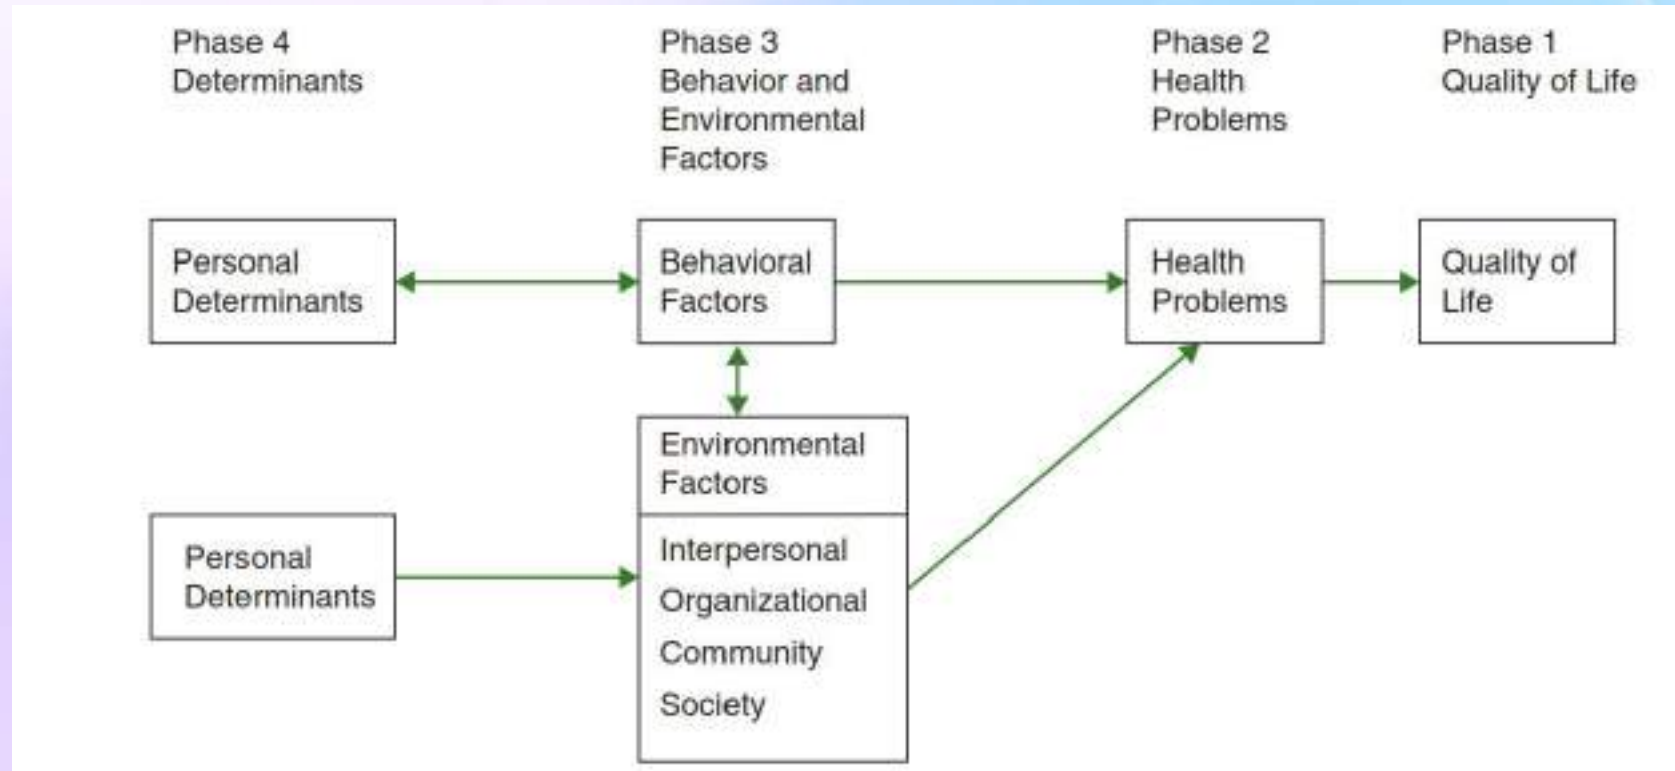 Phase 4
Determinants
Phase 3
Behavior and
Environmental
Factors
Phase 2
Health
Problems
Phase 1
Quality of Life
Personal
Determinants
Behavioral
Factors
Health
Problems
Quality of
Life
Environmental
Factors
Personal
Determinants
Interpersonal
Organizational
Community
Society